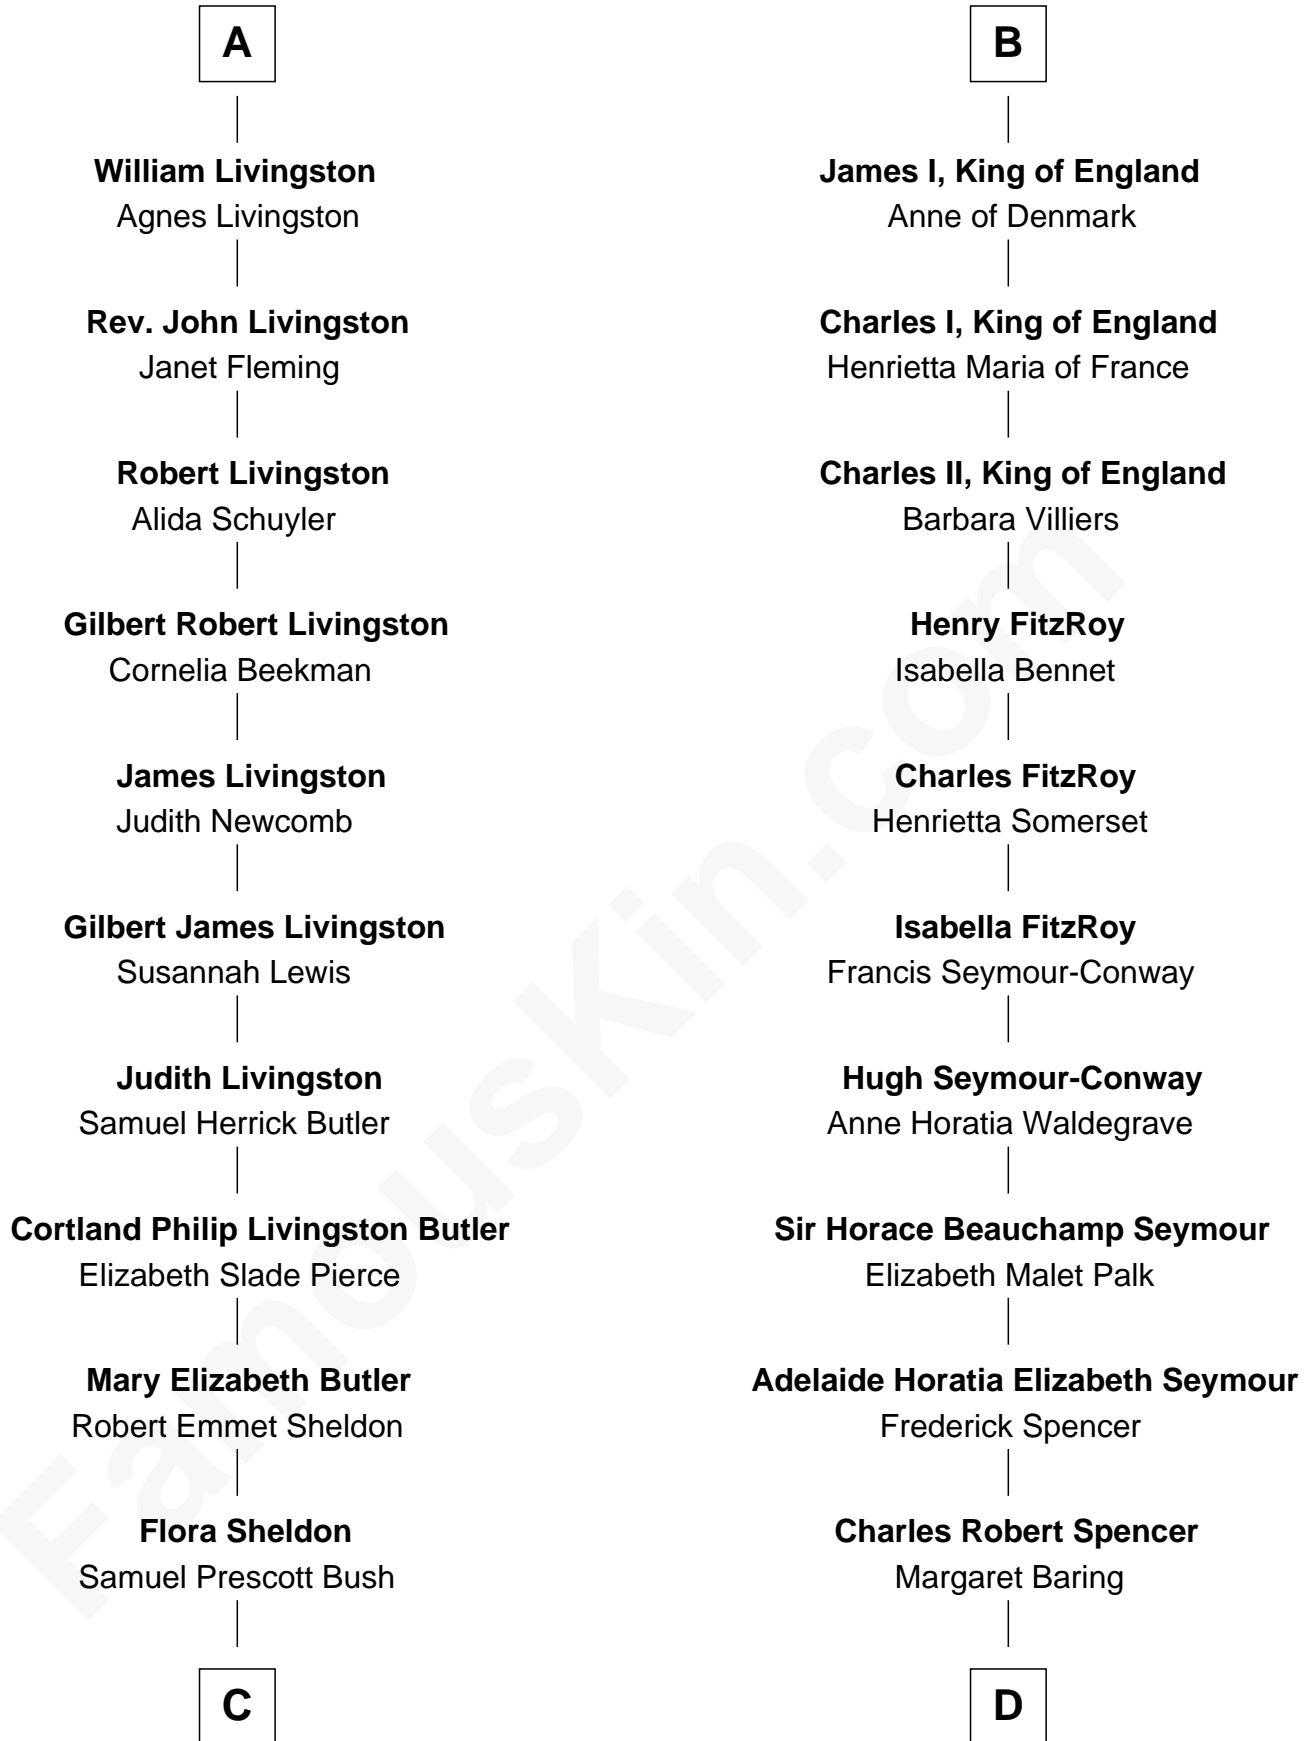 A
William Livingston
Agnes Livingston
Rev. John Livingston
Janet Fleming
Robert Livingston
Alida Schuyler
Gilbert Robert Livingston
Cornelia Beekman
James Livingston
Judith Newcomb
Gilbert James Livingston
Susannah Lewis
Judith Livingston
Samuel Herrick Butler
Cortland Philip Livingston Butler
Elizabeth Slade Pierce
Mary Elizabeth Butler
Robert Emmet Sheldon
Flora Sheldon
Samuel Prescott Bush
C
B
James I, King of England
Anne of Denmark
Charles I, King of England
Henrietta Maria of France
Charles II, King of England
Barbara Villiers
Henry FitzRoy
Isabella Bennet
Charles FitzRoy
Henrietta Somerset
Isabella FitzRoy
Francis Seymour-Conway
Hugh Seymour-Conway
Anne Horatia Waldegrave
Sir Horace Beauchamp Seymour
Elizabeth Malet Palk
Adelaide Horatia Elizabeth Seymour
Frederick Spencer
Charles Robert Spencer
Margaret Baring
D
FamousKin.com